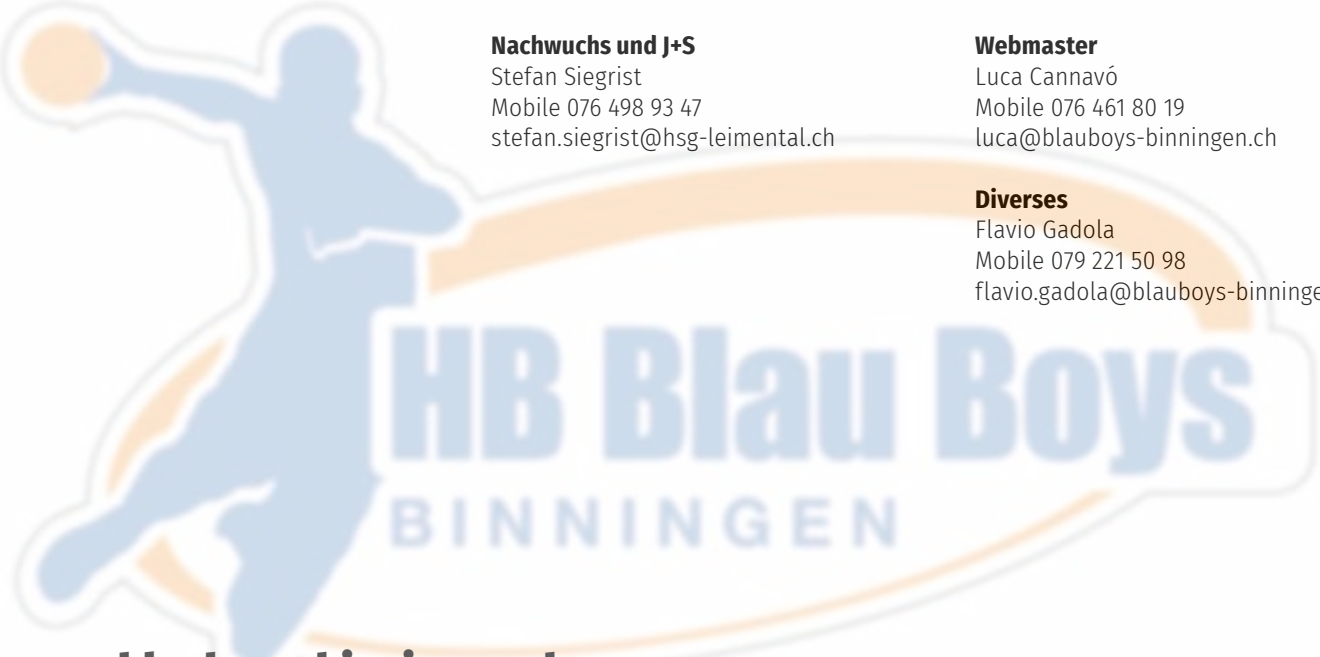 Nachwuchs und J+S
Stefan Siegrist
Mobile 076 498 93 47
stefan.siegrist@hsg-leimental.ch
Webmaster
Luca Cannavó
Mobile 076 461 80 19
luca@blauboys-binningen.ch
Diverses
Flavio Gadola
Mobile 079 221 50 98
HB Blau Boys
BINNINGEN